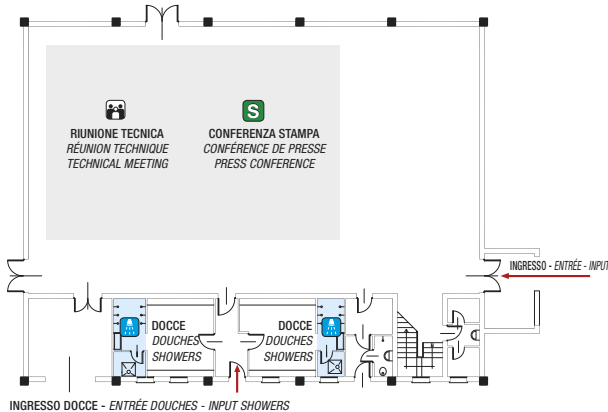 S
RIUNIONE TECNICA
RÉUNION TECHNIQUE
TECHNICAL MEETING
CONFERENZA STAMPA
CONFÉRENCE DE PRESSE
PRESS CONFERENCE
INGRESSO - ENTRÉE - INPUT
DOCCE
DOUCHES
SHOWERS
DOCCE
DOUCHES
SHOWERS
INGRESSO DOCCE - ENTRÉE DOUCHES - INPUT SHOWERS